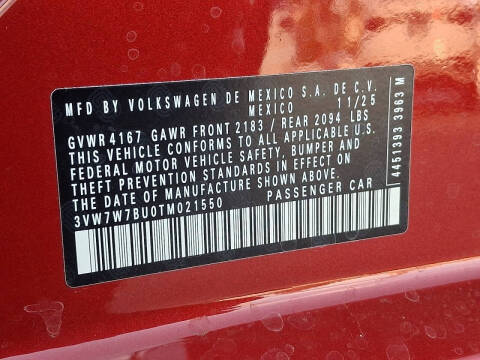 MFD BY VOLKSWAGEN DE MEXICO S.A. DE C.V.
MEXICO 11/25
GVWR 4167 GAWR FRONT 2183 / REAR 2094 LBS
THIS VEHICLE CONFORMS TO ALL APPLICABLE U.S.
FEDERAL MOTOR VEHICLE SAFETY, BUMPER AND
THEFT PREVENTION STANDARDS IN EFFECT ON
THE DATE OF MANUFACTURE SHOWN ABOVE.
3VW7W7BU0TM021550 PASSENGER CAR
4451393 3963 M